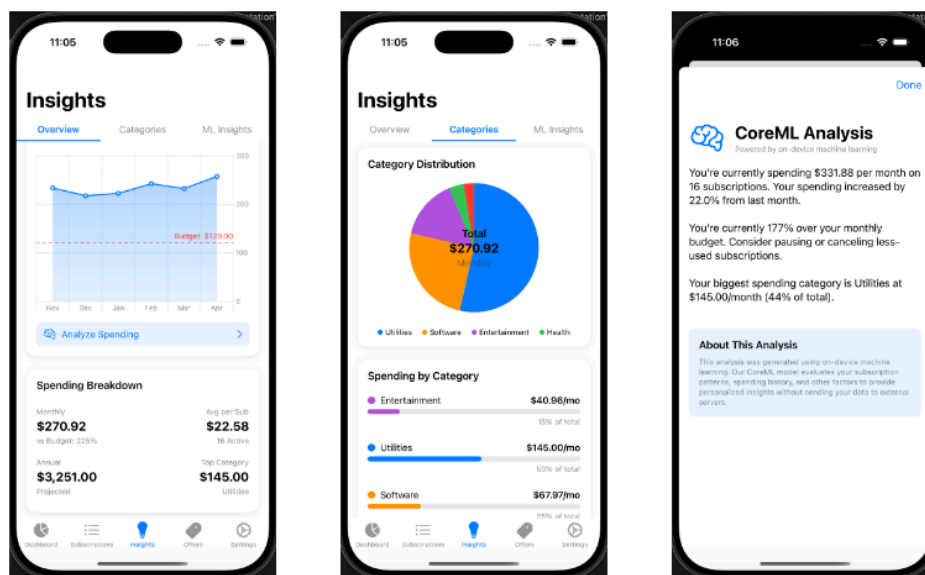 11:05
Insights
Overview Categories ML Insights
300
200
Budget: $120.00
100
0
Nov Dec Jan Feb Mar Apr
Analyze Spending
Spending Breakdown
Monthly Avg per Sub
$270.92 $22.58
vs Budget: 225% 16 Active
Annual Top Category
$3,251.00 $145.00
Projected Utilities
Dashboard Subscriptions Insights Offers Settings
11:05
Insights
Overview Categories ML Insights
Category Distribution
Total
$270.92
Monthly
Utilities Software Entertainment Health
Spending by Category
Entertainment $40.96/mo
15% of total
Utilities $145.00/mo
53% of total
Software $67.97/mo
25% of total
Dashboard Subscriptions Insights Offers Settings
11:06
Done
CoreML Analysis
Powered by on-device machine learning
You're currently spending $331.88 per month on
16 subscriptions. Your spending increased by
22.0% from last month.
You're currently 177% over your monthly
budget. Consider pausing or canceling less-
used subscriptions.
Your biggest spending category is Utilities at
$145.00/month (44% of total).
About This Analysis
This analysis was generated using on-device machine
learning. Our CoreML model evaluates your subscription
patterns, spending history, and other factors to provide
personalized insights without sending your data to external
servers.